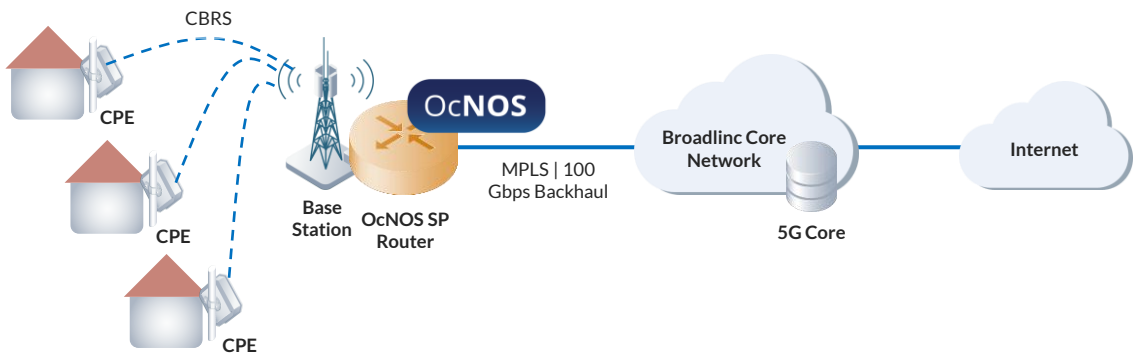 CBRS
CPE
CPE
CPE
Base
Station
OcNOS
OcNOS SP
Router
MPLS | 100
Gbps Backhaul
Broadlinc Core
Network
5G Core
Internet